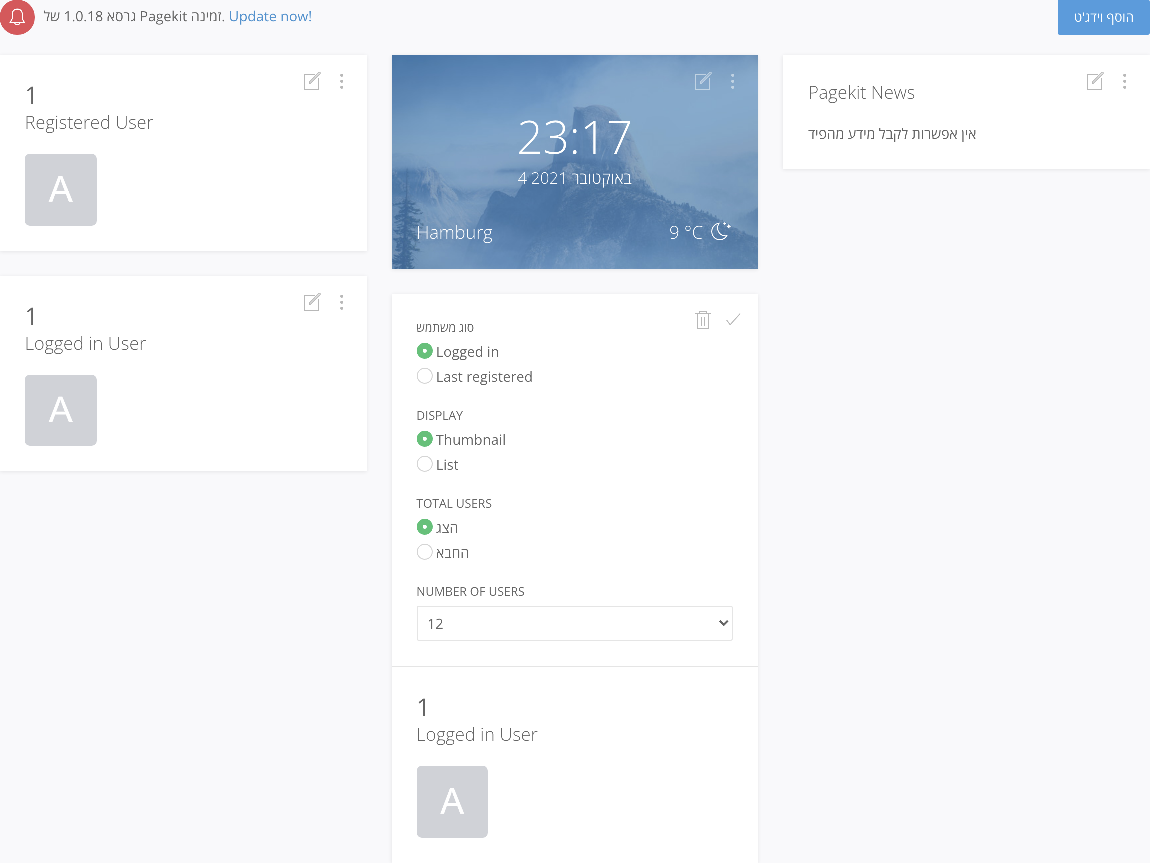 גרסא 1.0.18 של Pagekit זמינה. Update now!
הוסף וידג'ט
1
Registered User
A
1
Logged in User
A
23:17
4 באוקטובר 2021
Hamburg
9 °C
סוג משתמש
Logged in
Last registered
DISPLAY
Thumbnail
List
TOTAL USERS
הצג
החבא
NUMBER OF USERS
12
1
Logged in User
A
Pagekit News
אין אפשרות לקבל מידע מהפיד